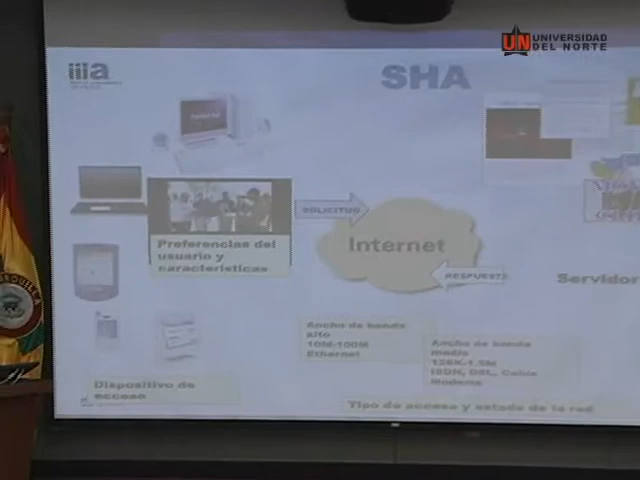 UN UNIVERSIDAD
DEL NORTE
iiia
SHA
SOLICITUD
Preferencias del
usuario y
características
Internet
RESPUESTA
Servidor
Ancho de banda
alto
10M-100M
Ethernet
Ancho de banda
medio
128K-1.5M
ISDN, DSL, Cable
Modems
Dispositivo de
acceso
Tipo de acceso y estado de la red